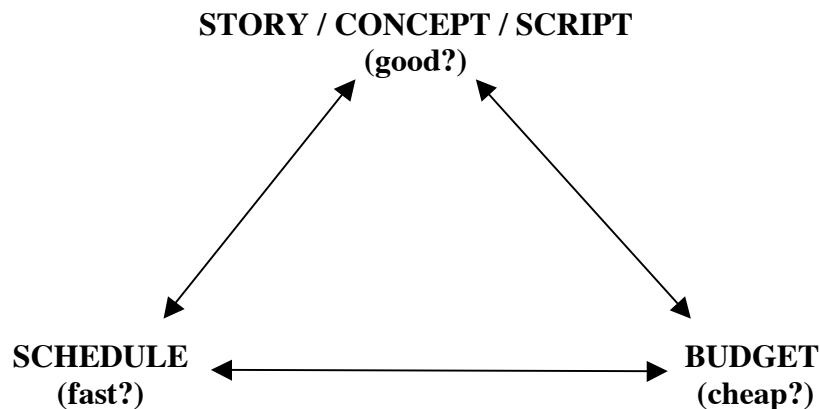 STORY / CONCEPT / SCRIPT
(good?)
SCHEDULE
(fast?)
BUDGET
(cheap?)